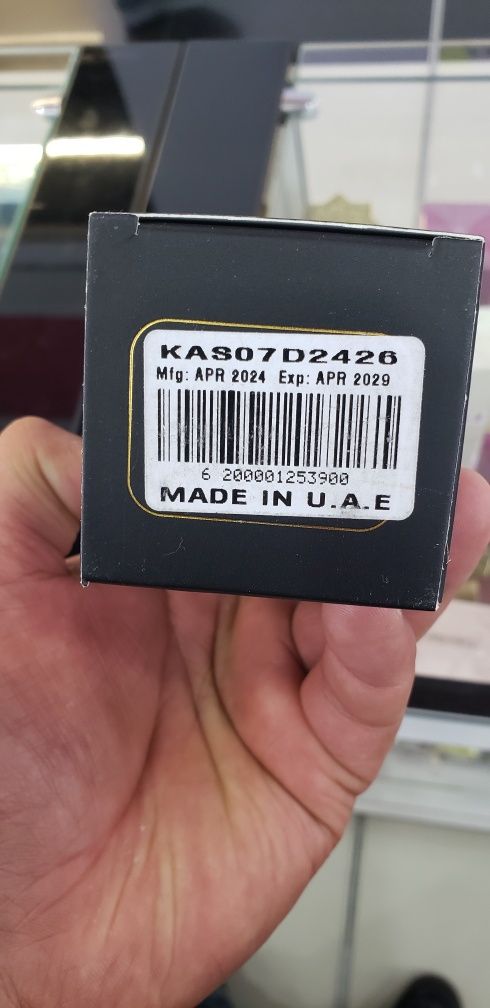 KAS07D2426
Mfg: APR 2024 Exp: APR 2029
6 200001253900
MADE IN U.A.E